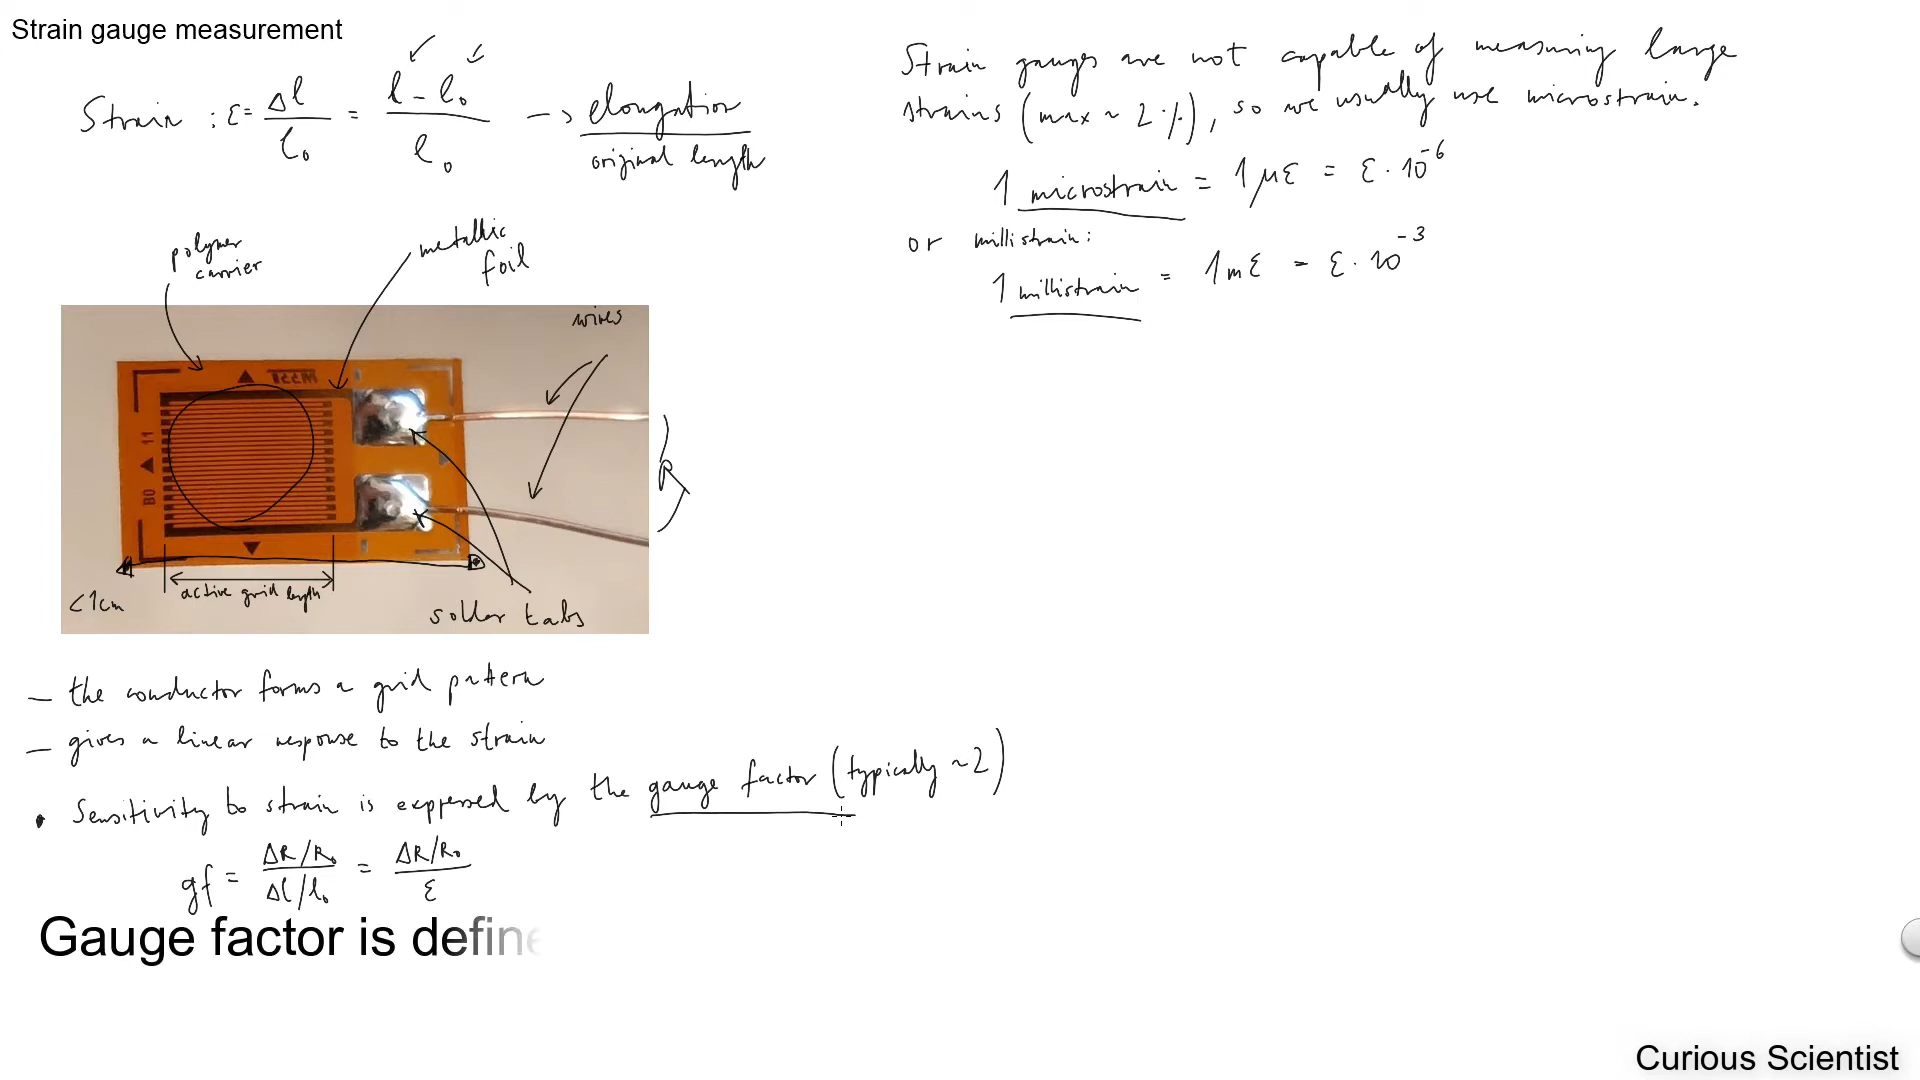 Strain gauge measurement
Strain : ε = Δl / l₀ = l - l₀ / l₀ -> elongation / original length
polymer carrier
metallic foil
wires
11
B0
<1cm
active grid length
solder tabs
R
– the conductor forms a grid pattern
– gives a linear response to the strain
• Sensitivity to strain is expressed by the gauge factor (typically ~2)
gf = ΔR/R₀ / Δl/l₀ = ΔR/R₀ / ε
Gauge factor is define
Strain gauges are not capable of measuring large
strains (max ~ 2%), so we usually use microstrain.
1 microstrain = 1με = ε · 10⁻⁶
or millistrain:
1 millistrain = 1mε = ε · 10⁻³
Curious Scientist